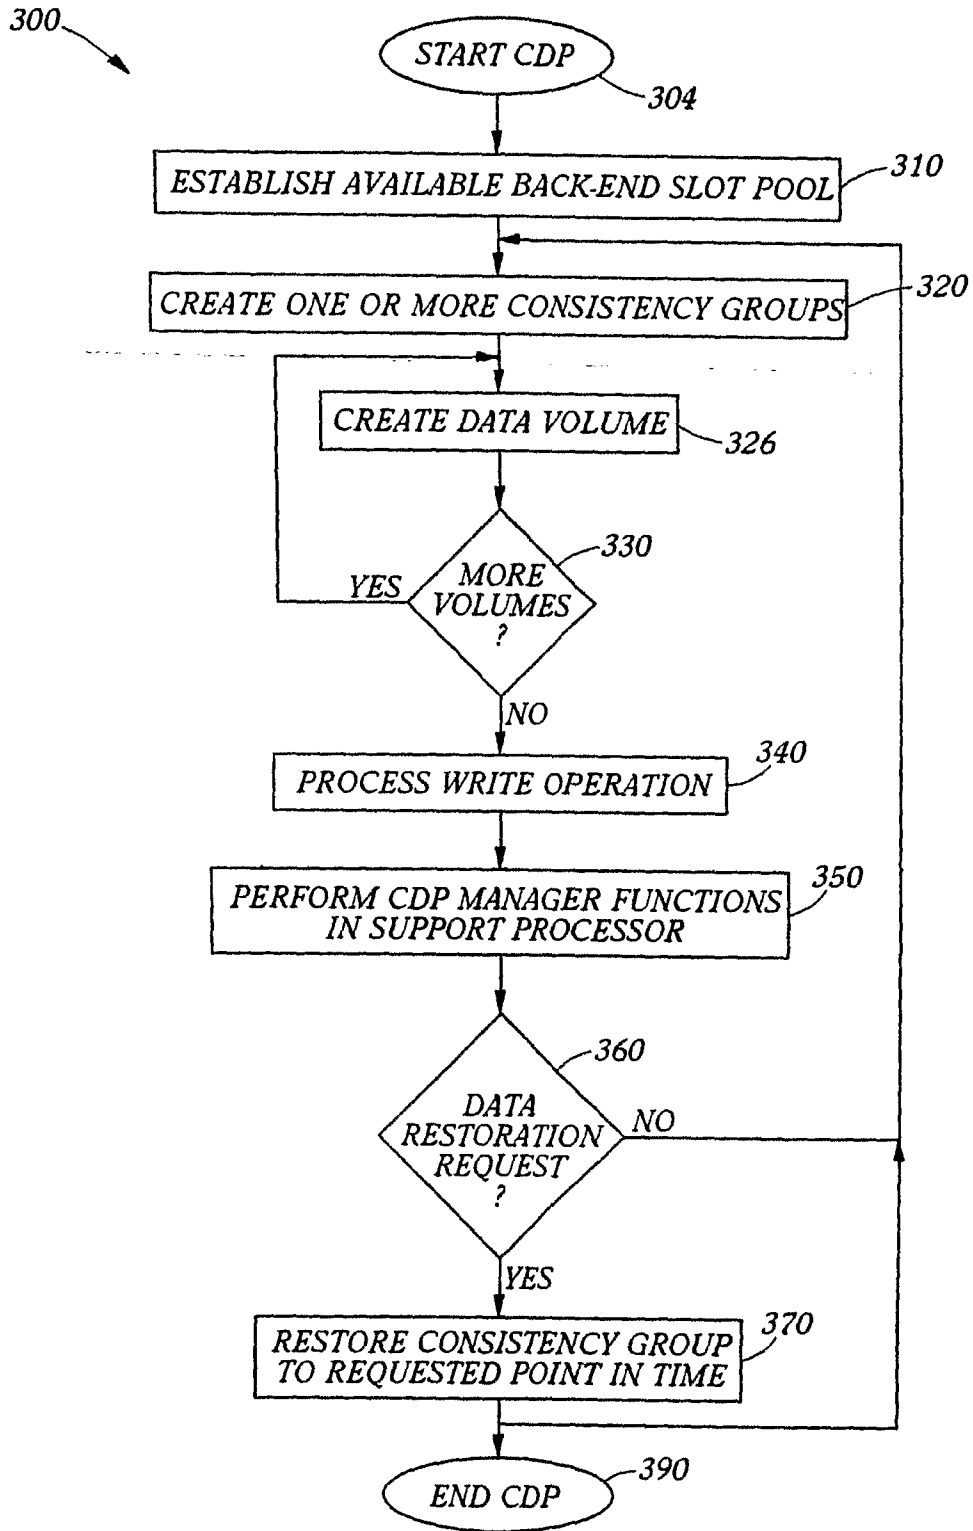 300
START CDP
304
ESTABLISH AVAILABLE BACK-END SLOT POOL
310
CREATE ONE OR MORE CONSISTENCY GROUPS
320
CREATE DATA VOLUME
326
330
YES
MORE
VOLUMES
?
NO
340
PROCESS WRITE OPERATION
350
PERFORM CDP MANAGER FUNCTIONS
IN SUPPORT PROCESSOR
360
DATA
RESTORATION
REQUEST
?
NO
YES
370
RESTORE CONSISTENCY GROUP
TO REQUESTED POINT IN TIME
390
END CDP